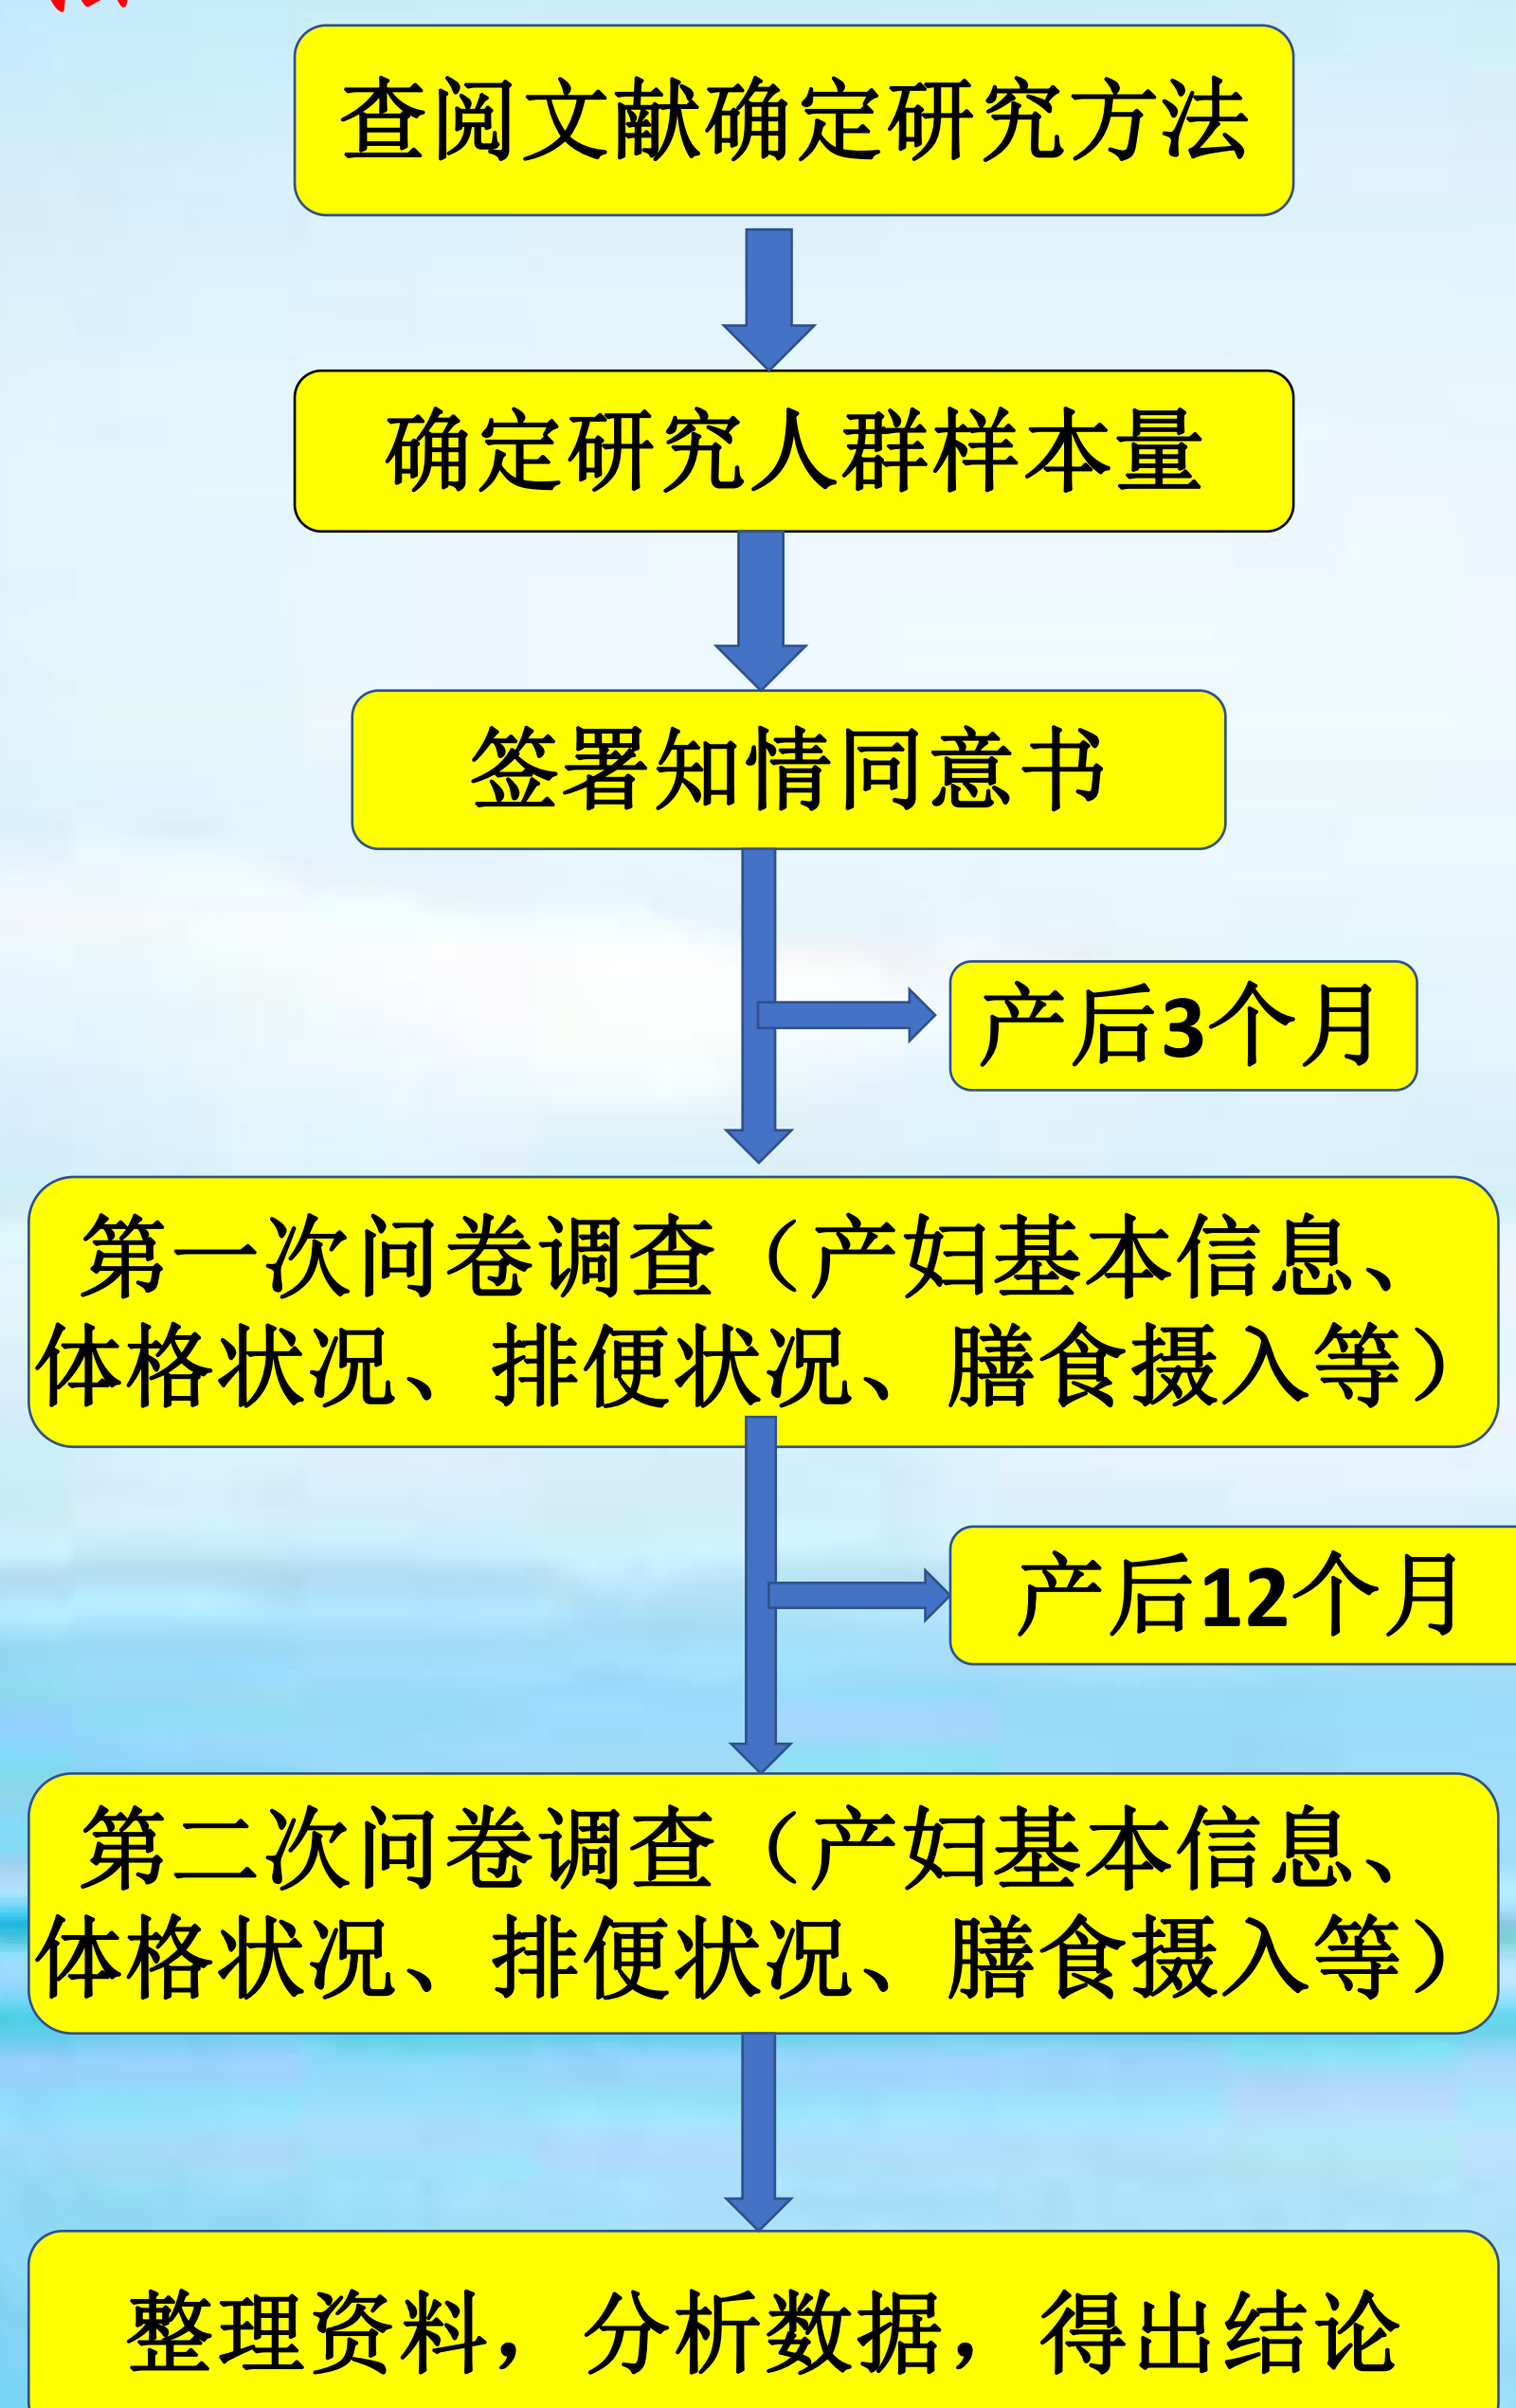 查阅文献确定研究方法
确定研究人群样本量
签署知情同意书
产后3个月
第一次问卷调查（产妇基本信息、
体格状况、排便状况、膳食摄入等）
产后12个月
第二次问卷调查（产妇基本信息、
体格状况、排便状况、膳食摄入等）
整理资料，分析数据，得出结论